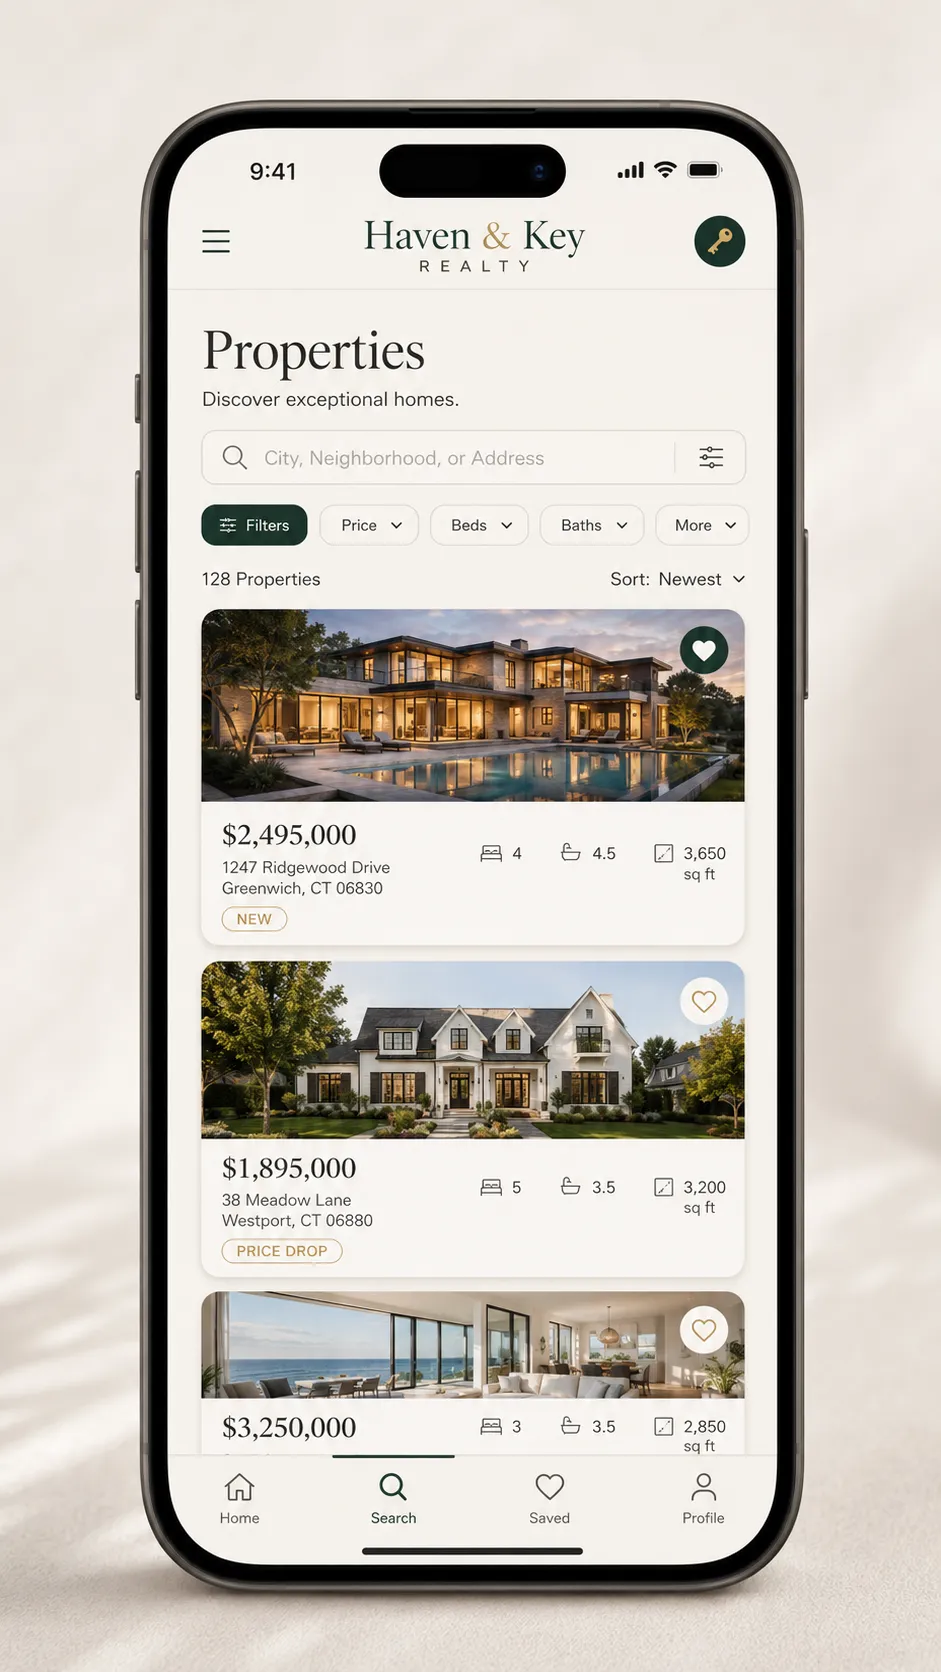 9:41
Haven & Key
REALTY
Properties
Discover exceptional homes.
City, Neighborhood, or Address
Filters Price Beds Baths More
128 Properties Sort: Newest
$2,495,000
4 4.5 3,650
sq ft
1247 Ridgewood Drive
Greenwich, CT 06830
NEW
$1,895,000
5 3.5 3,200
sq ft
38 Meadow Lane
Westport, CT 06880
PRICE DROP
$3,250,000 3 3.5 2,850
sq ft
Home Search Saved Profile